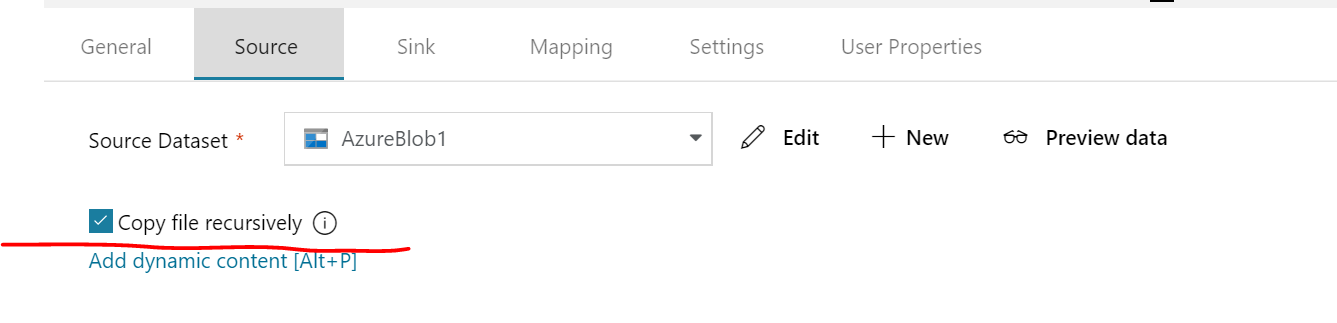 General Source Sink Mapping Settings User Properties
Source Dataset * AzureBlob1 Edit New Preview data
Copy file recursively
Add dynamic content [Alt+P]